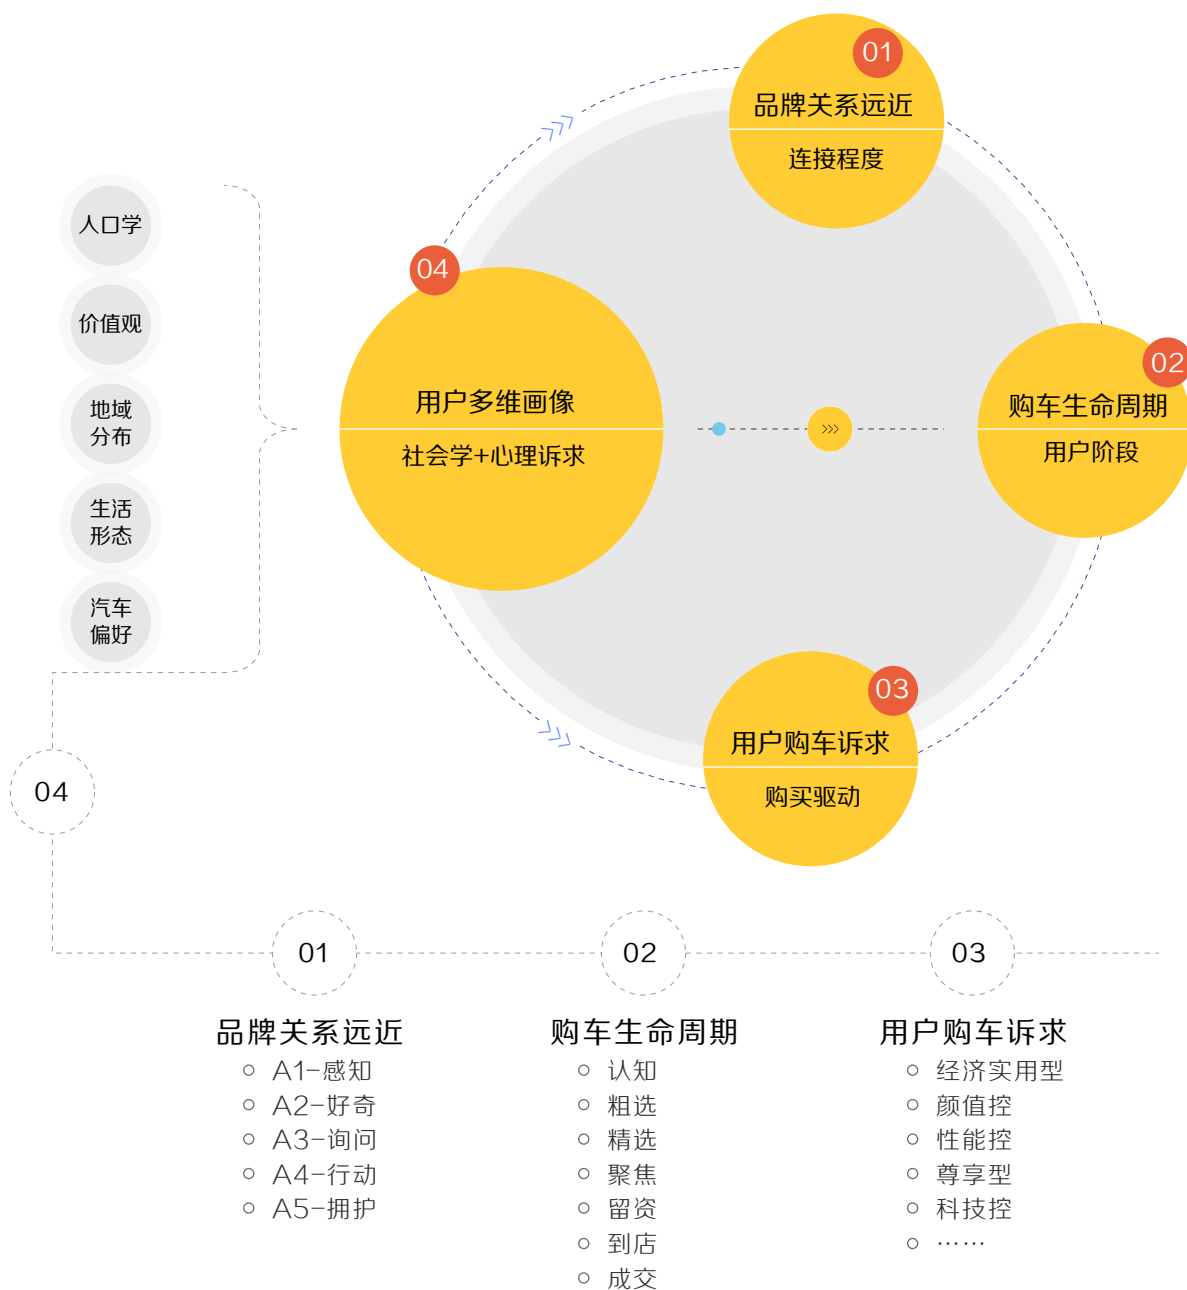 01
品牌关系远近
连接程度
04
用户多维画像
社会学+心理诉求
02
购车生命周期
用户阶段
03
用户购车诉求
购买驱动
人口学
价值观
地域
分布
生活
形态
汽车
偏好
04
01
品牌关系远近
A1-感知
A2-好奇
A3-询问
A4-行动
A5-拥护
02
购车生命周期
认知
粗选
精选
聚焦
留资
到店
成交
03
用户购车诉求
经济实用型
颜值控
性能控
尊享型
科技控
……